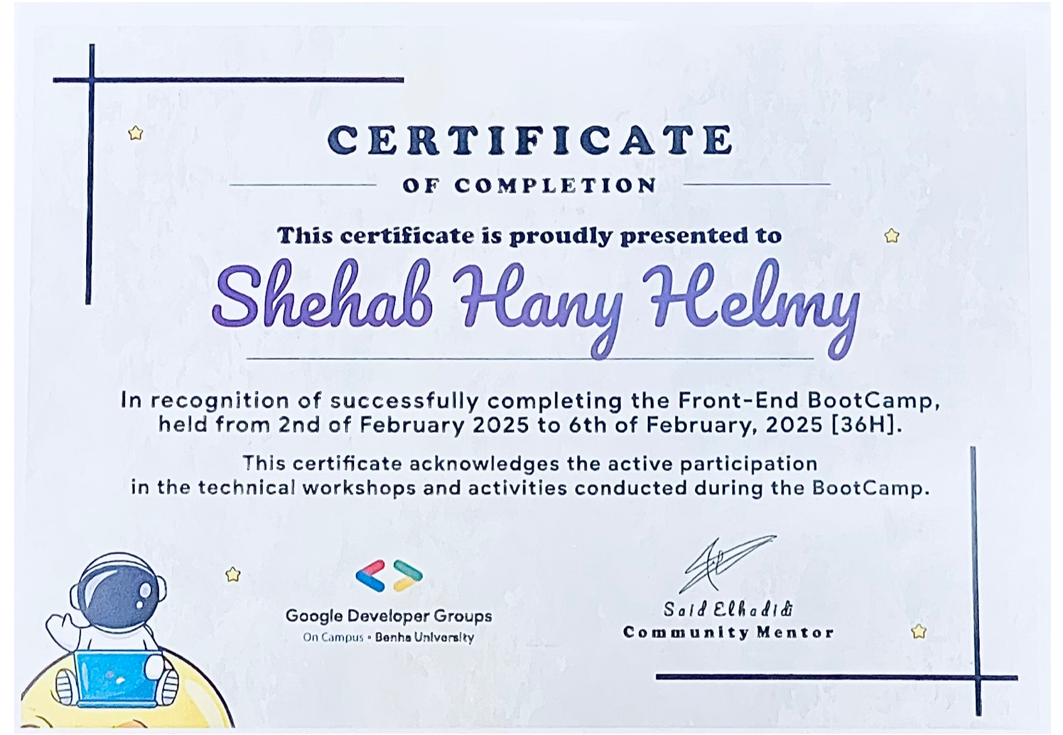 CERTIFICATE
OF COMPLETION
This certificate is proudly presented to
Shehab Hany Helmy
In recognition of successfully completing the Front-End BootCamp,
held from 2nd of February 2025 to 6th of February, 2025 [36H].
This certificate acknowledges the active participation
in the technical workshops and activities conducted during the BootCamp.
Google Developer Groups
On Campus • Benha University
Said Elhadidi
Community Mentor